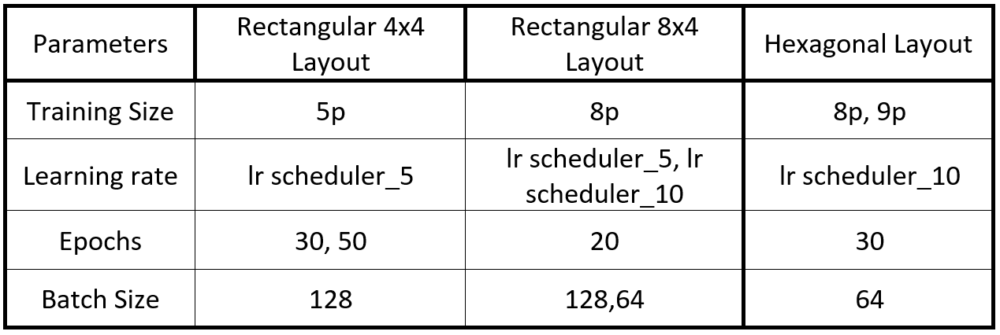 Parameters
Rectangular 4x4
Layout
Rectangular 8x4
Layout
Hexagonal Layout
Training Size
5p
8p
8p, 9p
Learning rate
lr scheduler_5
lr scheduler_5, lr
scheduler_10
lr scheduler_10
Epochs
30, 50
20
30
Batch Size
128
128,64
64